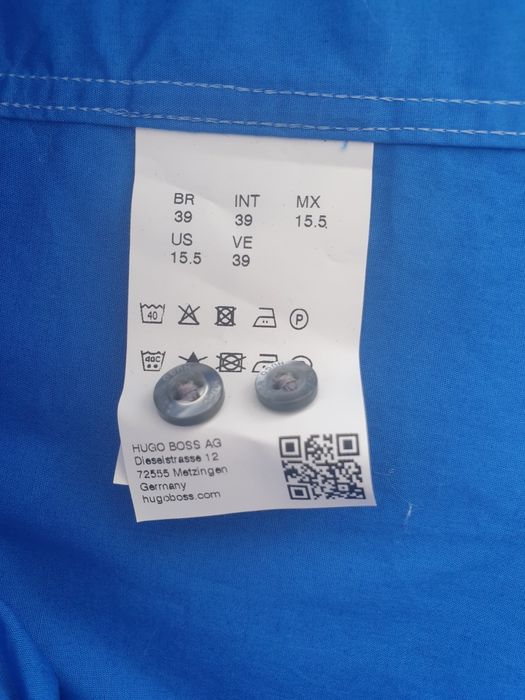 BR INT MX
39 39 15.5
US VE
15.5 39
40
P
HUGO BOSS AG
Dieselstrasse 12
72555 Metzingen
Germany
hugoboss.com